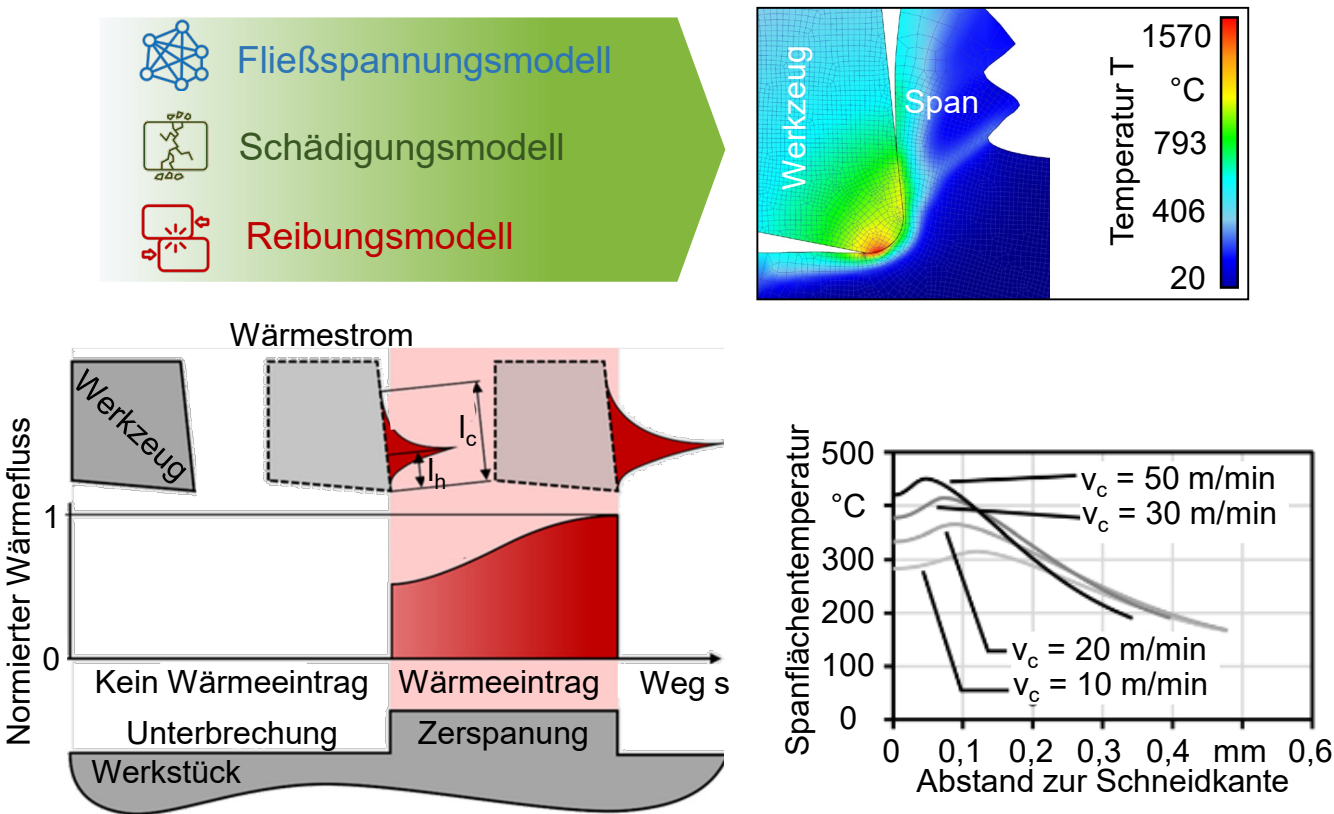 Fließspannungsmodell
Schädigungsmodell
Reibungsmodell
Werkzeug
Span
Temperatur T
1570
°C
793
406
20
Wärmestrom
Werkzeug
l_c
l_h
Normierter Wärmefluss
1
0
Kein Wärmeeintrag
Wärmeeintrag
Weg s
Unterbrechung
Zerspanung
Werkstück
Spanflächentemperatur
500
°C
300
200
100
0
v_c = 50 m/min
v_c = 30 m/min
v_c = 20 m/min
v_c = 10 m/min
0 0,1 0,2 0,3 0,4 mm 0,6
Abstand zur Schneidkante